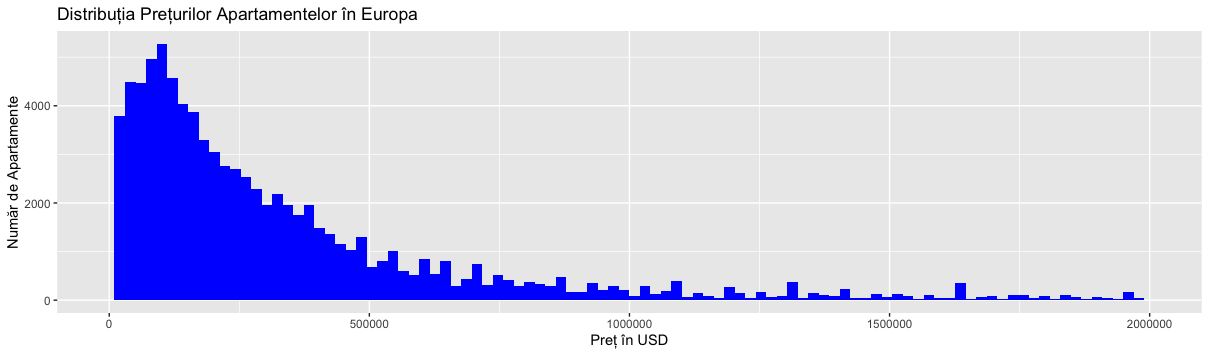 Distribuția Prețurilor Apartamentelor în Europa
Număr de Apartamente
4000
2000
0
0
500000
1000000
1500000
2000000
Preț în USD